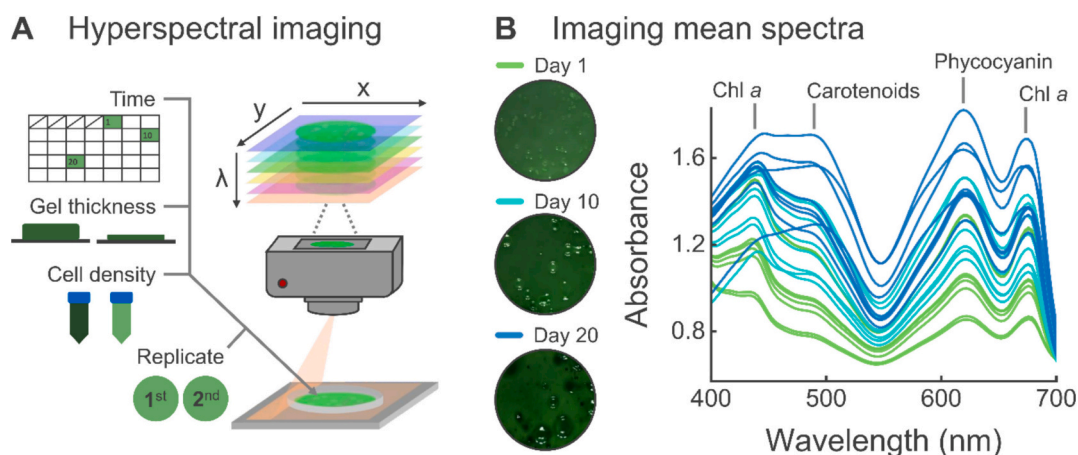 A Hyperspectral imaging
Time
1
10
20
Gel thickness
Cell density
Replicate
1st
2nd
x
y
λ
B Imaging mean spectra
Day 1
Day 10
Day 20
Chl a
Carotenoids
Phycocyanin
Chl a
Absorbance
1.6
1.2
0.8
400
500
600
700
Wavelength (nm)